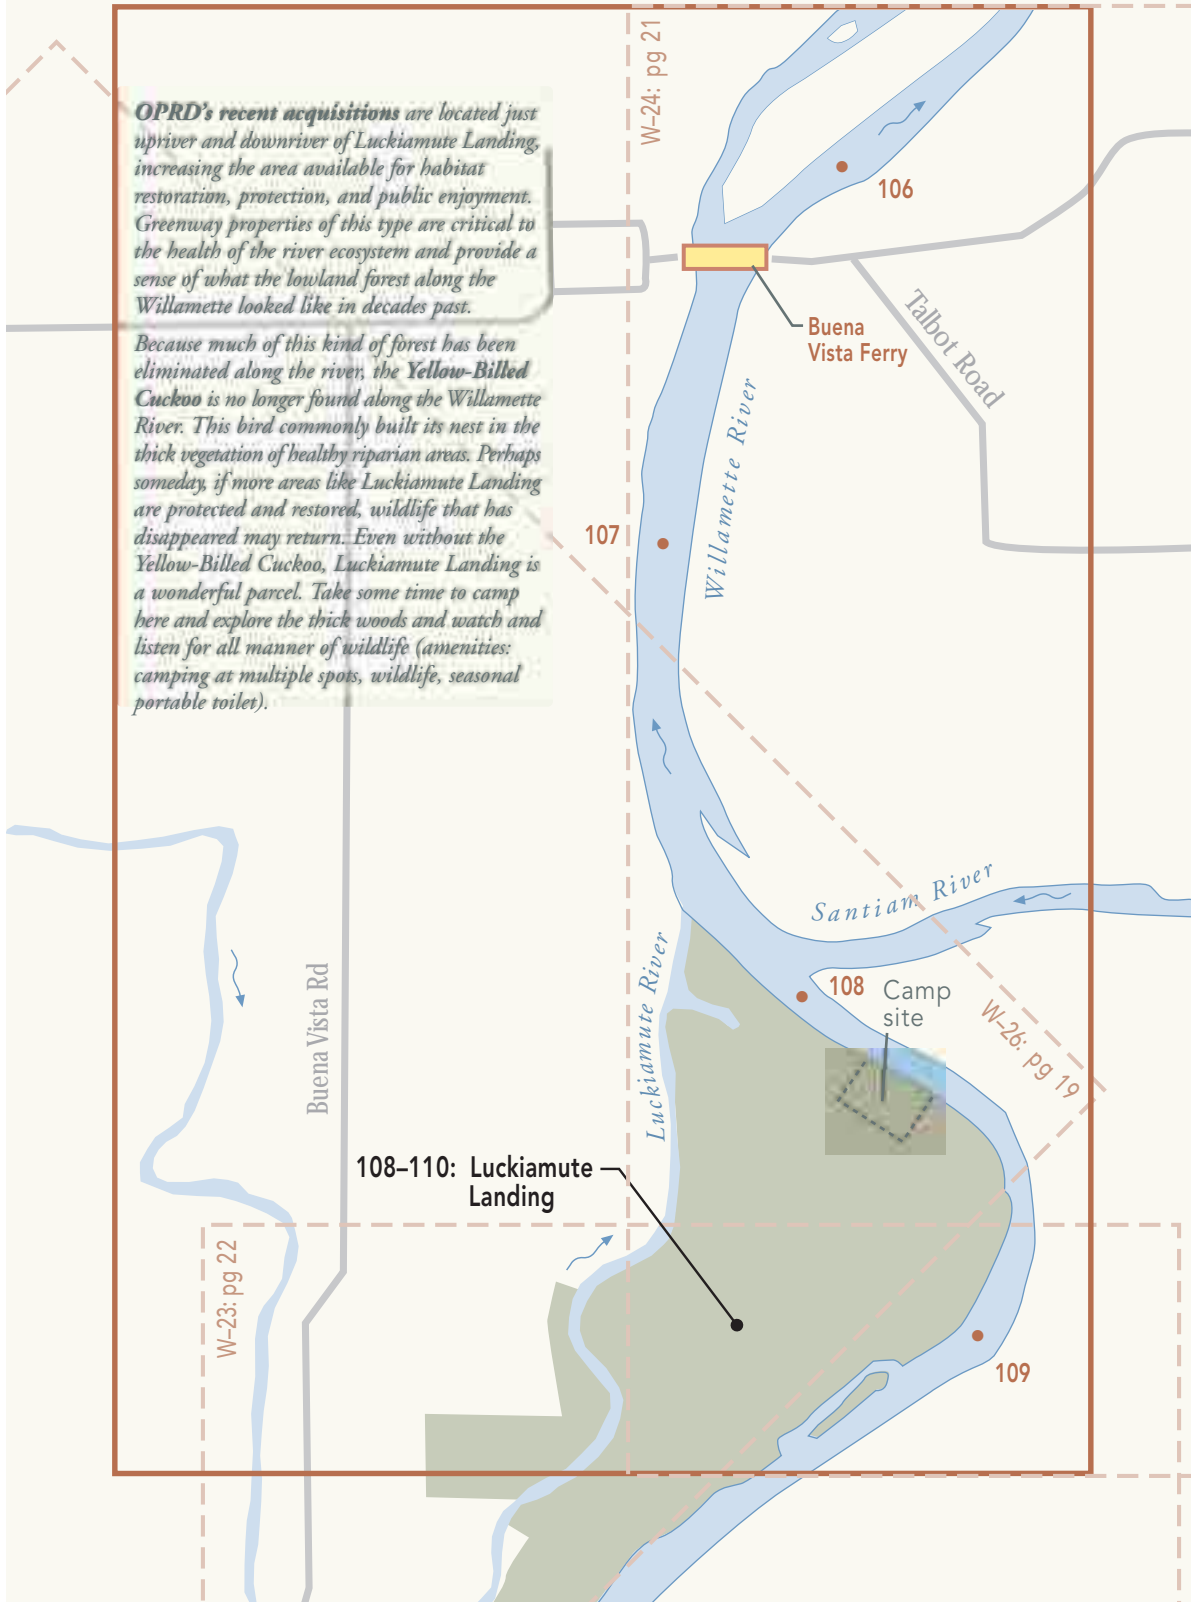 OPRD's recent acquisitions are located just
upriver and downriver of Luckiamute Landing,
increasing the area available for habitat
restoration, protection, and public enjoyment.
Greenway properties of this type are critical to
the health of the river ecosystem and provide a
sense of what the lowland forest along the
Willamette looked like in decades past.
Because much of this kind of forest has been
eliminated along the river, the Yellow-Billed
Cuckoo is no longer found along the Willamette
River. This bird commonly built its nest in the
thick vegetation of healthy riparian areas. Perhaps
someday, if more areas like Luckiamute Landing
are protected and restored, wildlife that has
disappeared may return. Even without the
Yellow-Billed Cuckoo, Luckiamute Landing is
a wonderful parcel. Take some time to camp
here and explore the thick woods and watch and
listen for all manner of wildlife (amenities:
camping at multiple spots, wildlife, seasonal
portable toilet).
W–24: pg 21
106
Buena
Vista Ferry
Talbot Road
Willamette River
107
Santiam River
Luckiamute River
108
Camp
site
W–26: pg 19
Buena Vista Rd
108–110: Luckiamute
Landing
W–23: pg 22
109